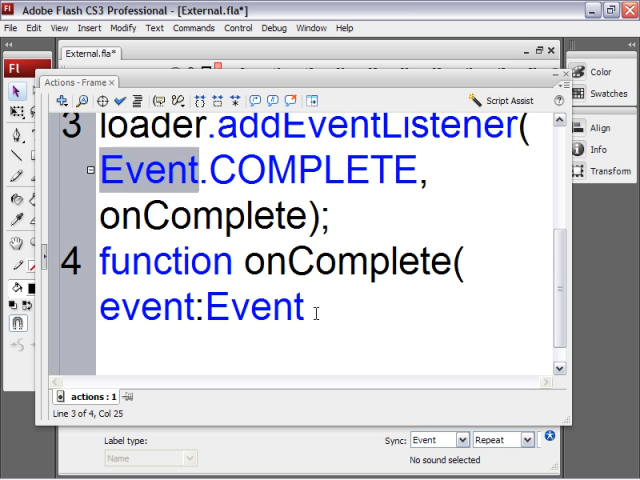 Adobe Flash CS3 Professional - [External.fla*]
File Edit View Insert Modify Text Commands Control Debug Window Help
External.fla*
Fl
Actions - Frame ×
Script Assist
3 loader.addEventListener(
Event.COMPLETE,
onComplete);
4 function onComplete(
event:Event
actions : 1
Line 3 of 4, Col 25
Color
Swatches
Align
Info
Transform
Label type:
Name
Sync: Event Repeat
No sound selected